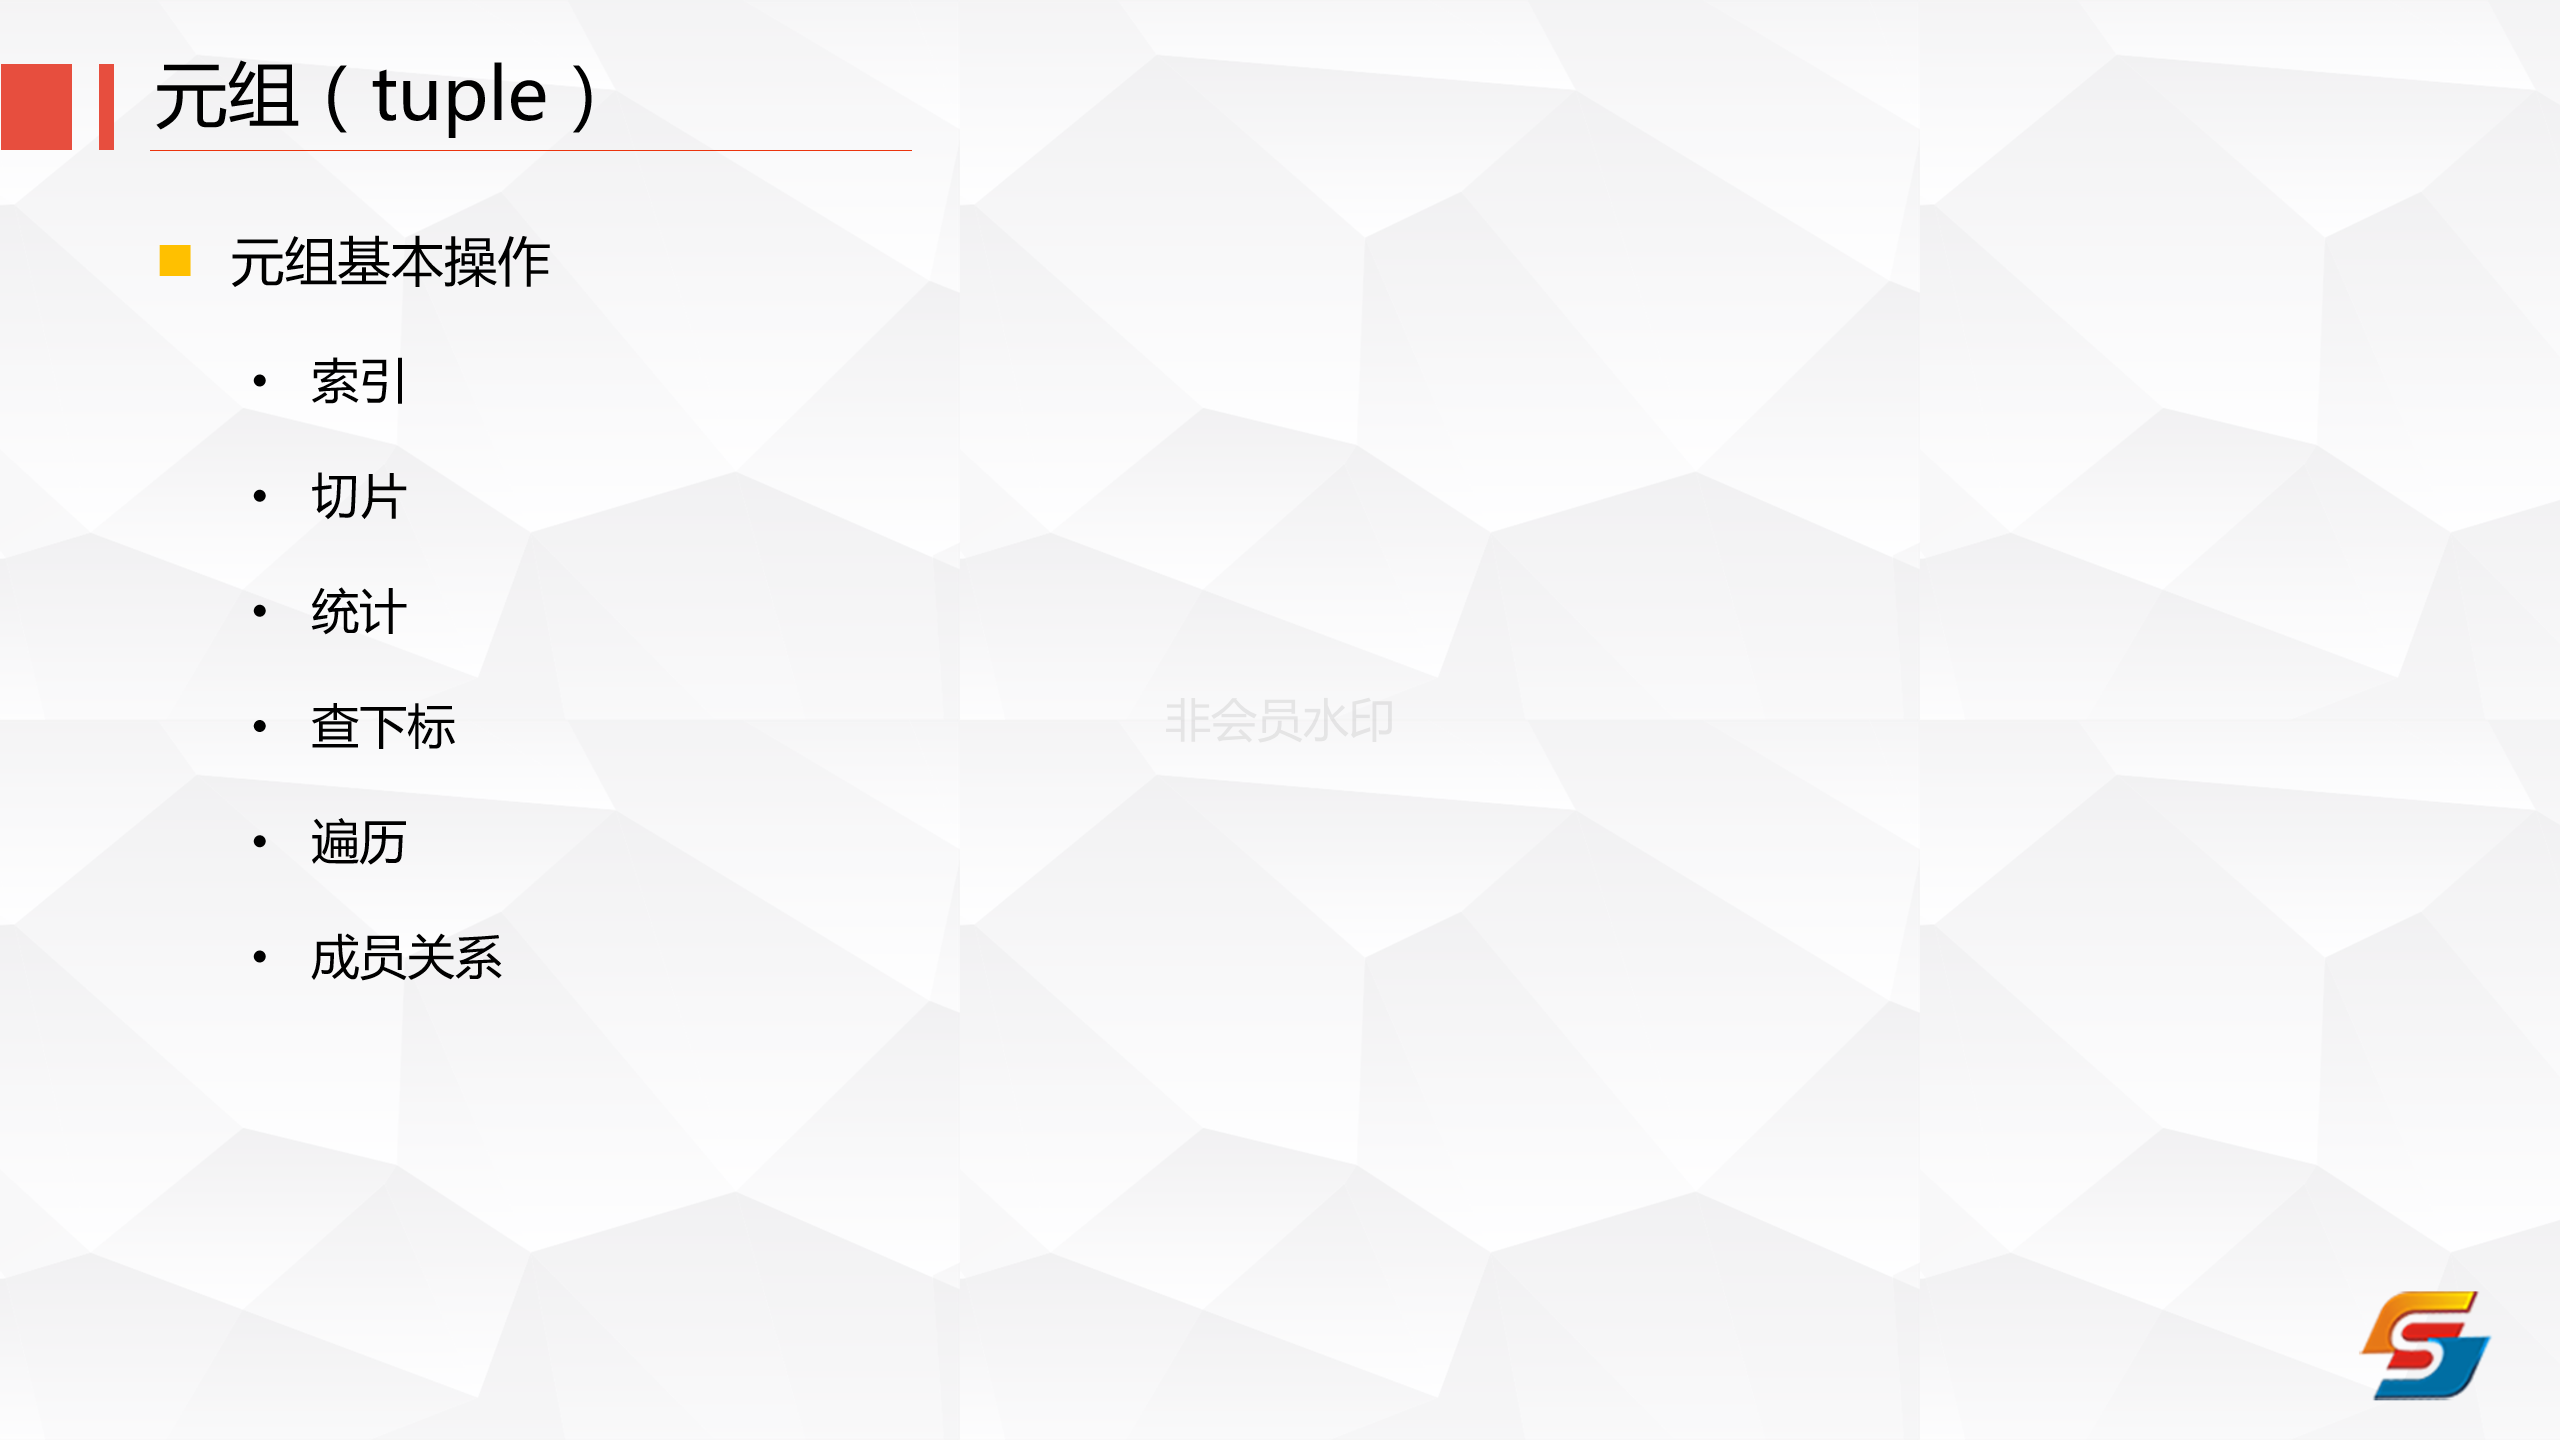 元组（tuple）
■ 元组基本操作
• 索引
• 切片
• 统计
• 查下标
• 遍历
• 成员关系
非会员水印